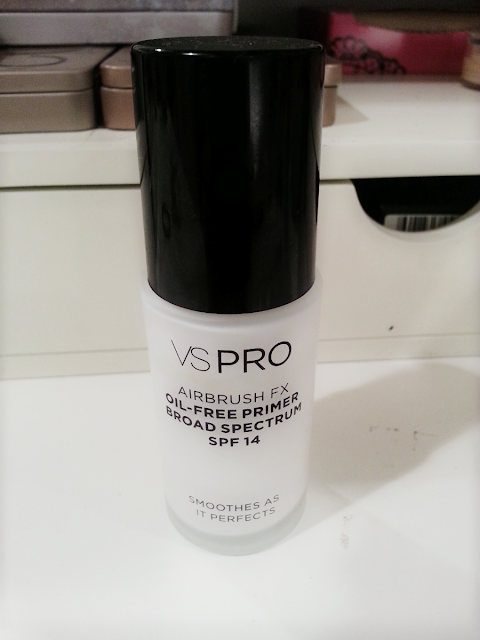 VS PRO
AIRBRUSH FX
OIL-FREE PRIMER
BROAD SPECTRUM
SPF 14
SMOOTHES AS
IT PERFECTS